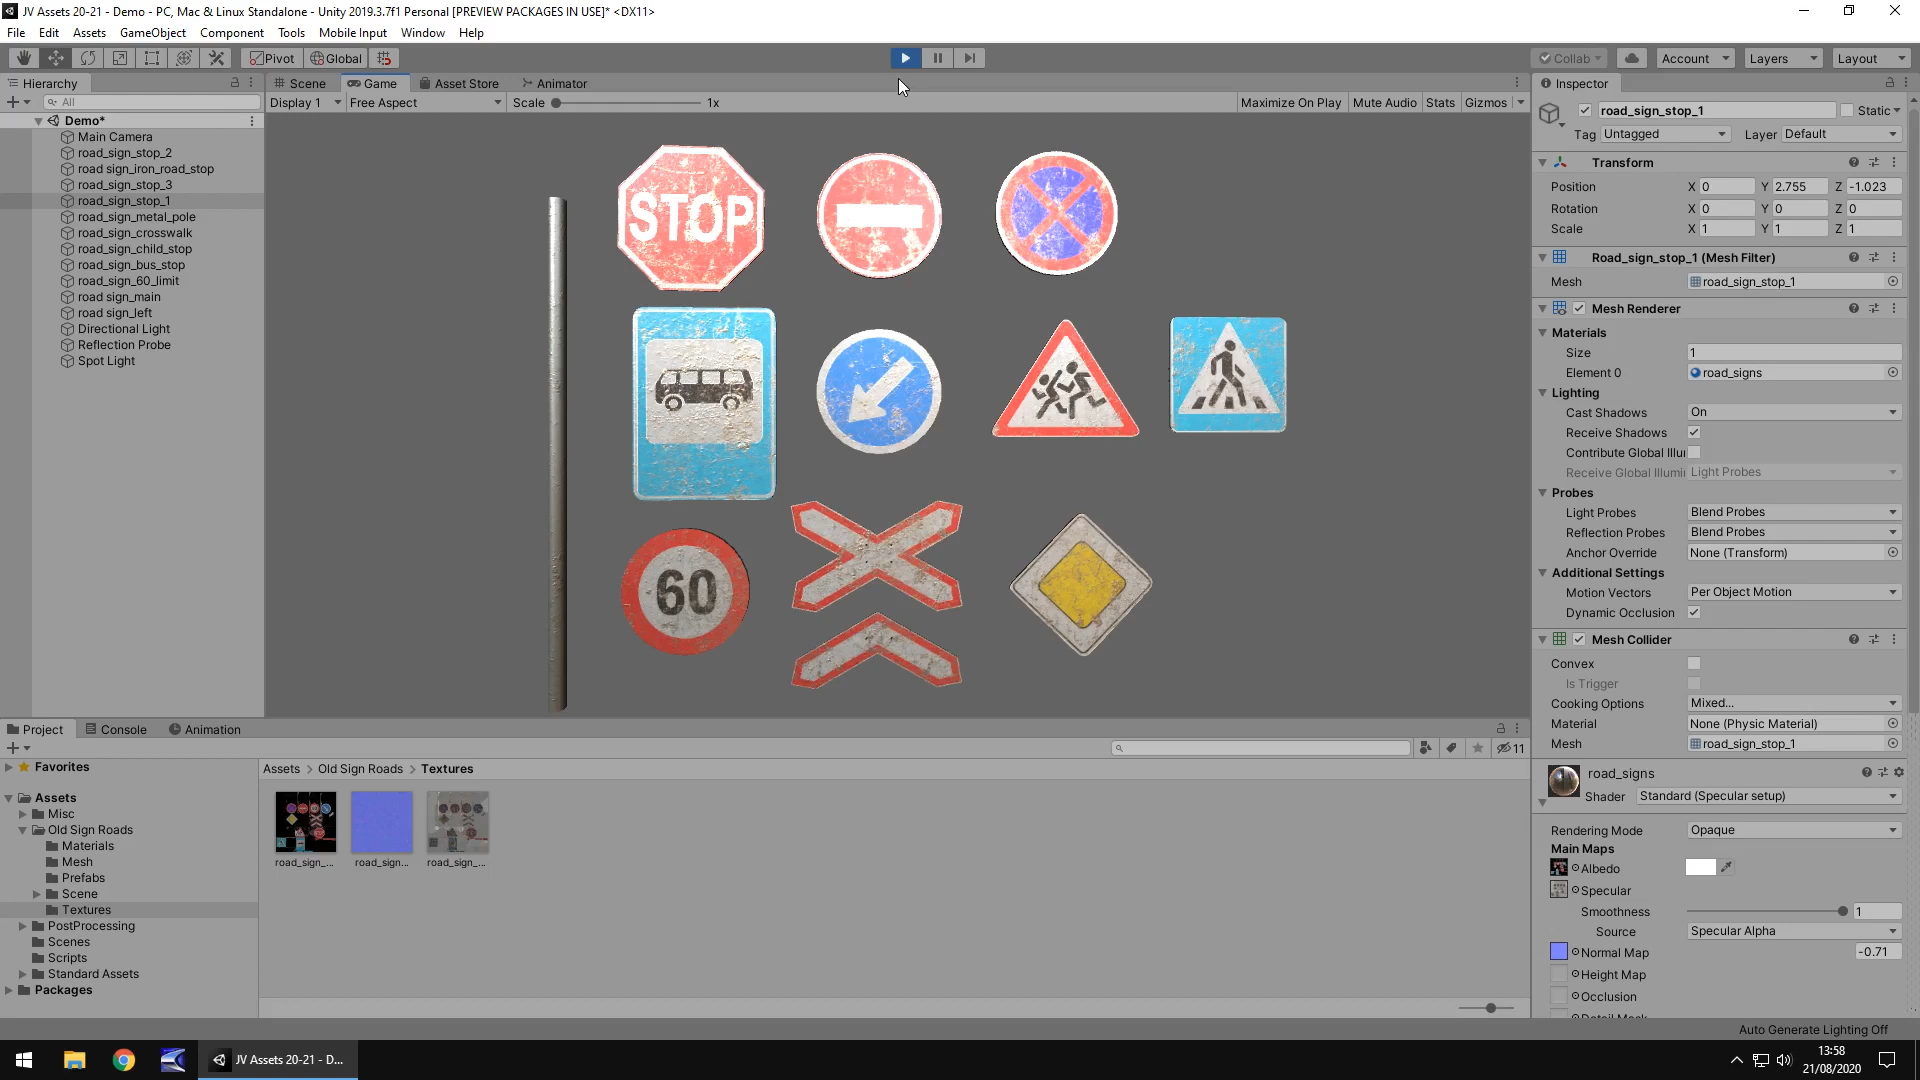 JV Assets 20-21 - Demo - PC, Mac & Linux Standalone - Unity 2019.3.7f1 Personal [PREVIEW PACKAGES IN USE]* <DX11>
File Edit Assets GameObject Component Tools Mobile Input Window Help
Pivot Global Collab Account Layers Layout
Hierarchy
All
Demo*
Main Camera
road_sign_stop_2
road sign_iron_road_stop
road_sign_stop_3
road_sign_stop_1
road_sign_metal_pole
road_sign_crosswalk
road_sign_child_stop
road_sign_bus_stop
road_sign_60_limit
road sign_main
road sign_left
Directional Light
Reflection Probe
Spot Light
Scene Game Asset Store Animator
Display 1 Free Aspect Scale 1x Maximize On Play Mute Audio Stats Gizmos
STOP
60
Inspector
road_sign_stop_1 Static
Tag Untagged Layer Default
Transform
Position X 0 Y 2.755 Z -1.023
Rotation X 0 Y 0 Z 0
Scale X 1 Y 1 Z 1
Road_sign_stop_1 (Mesh Filter)
Mesh road_sign_stop_1
Mesh Renderer
Materials
Size 1
Element 0 road_signs
Lighting
Cast Shadows On
Receive Shadows
Contribute Global Illu
Receive Global Illumi Light Probes
Probes
Light Probes Blend Probes
Reflection Probes Blend Probes
Anchor Override None (Transform)
Additional Settings
Motion Vectors Per Object Motion
Dynamic Occlusion
Mesh Collider
Convex
Is Trigger
Cooking Options Mixed...
Material None (Physic Material)
Mesh road_sign_stop_1
road_signs
Shader Standard (Specular setup)
Rendering Mode Opaque
Main Maps
Albedo
Specular
Smoothness 1
Source Specular Alpha
Normal Map -0.71
Height Map
Occlusion
Detail Mask
Auto Generate Lighting Off
Project Console Animation
11
Favorites
Assets
Misc
Old Sign Roads
Materials
Mesh
Prefabs
Scene
Textures
PostProcessing
Scenes
Scripts
Standard Assets
Packages
Assets > Old Sign Roads > Textures
road_sign_... road_sign... road_sign_...
JV Assets 20-21 - D...
13:58
21/08/2020